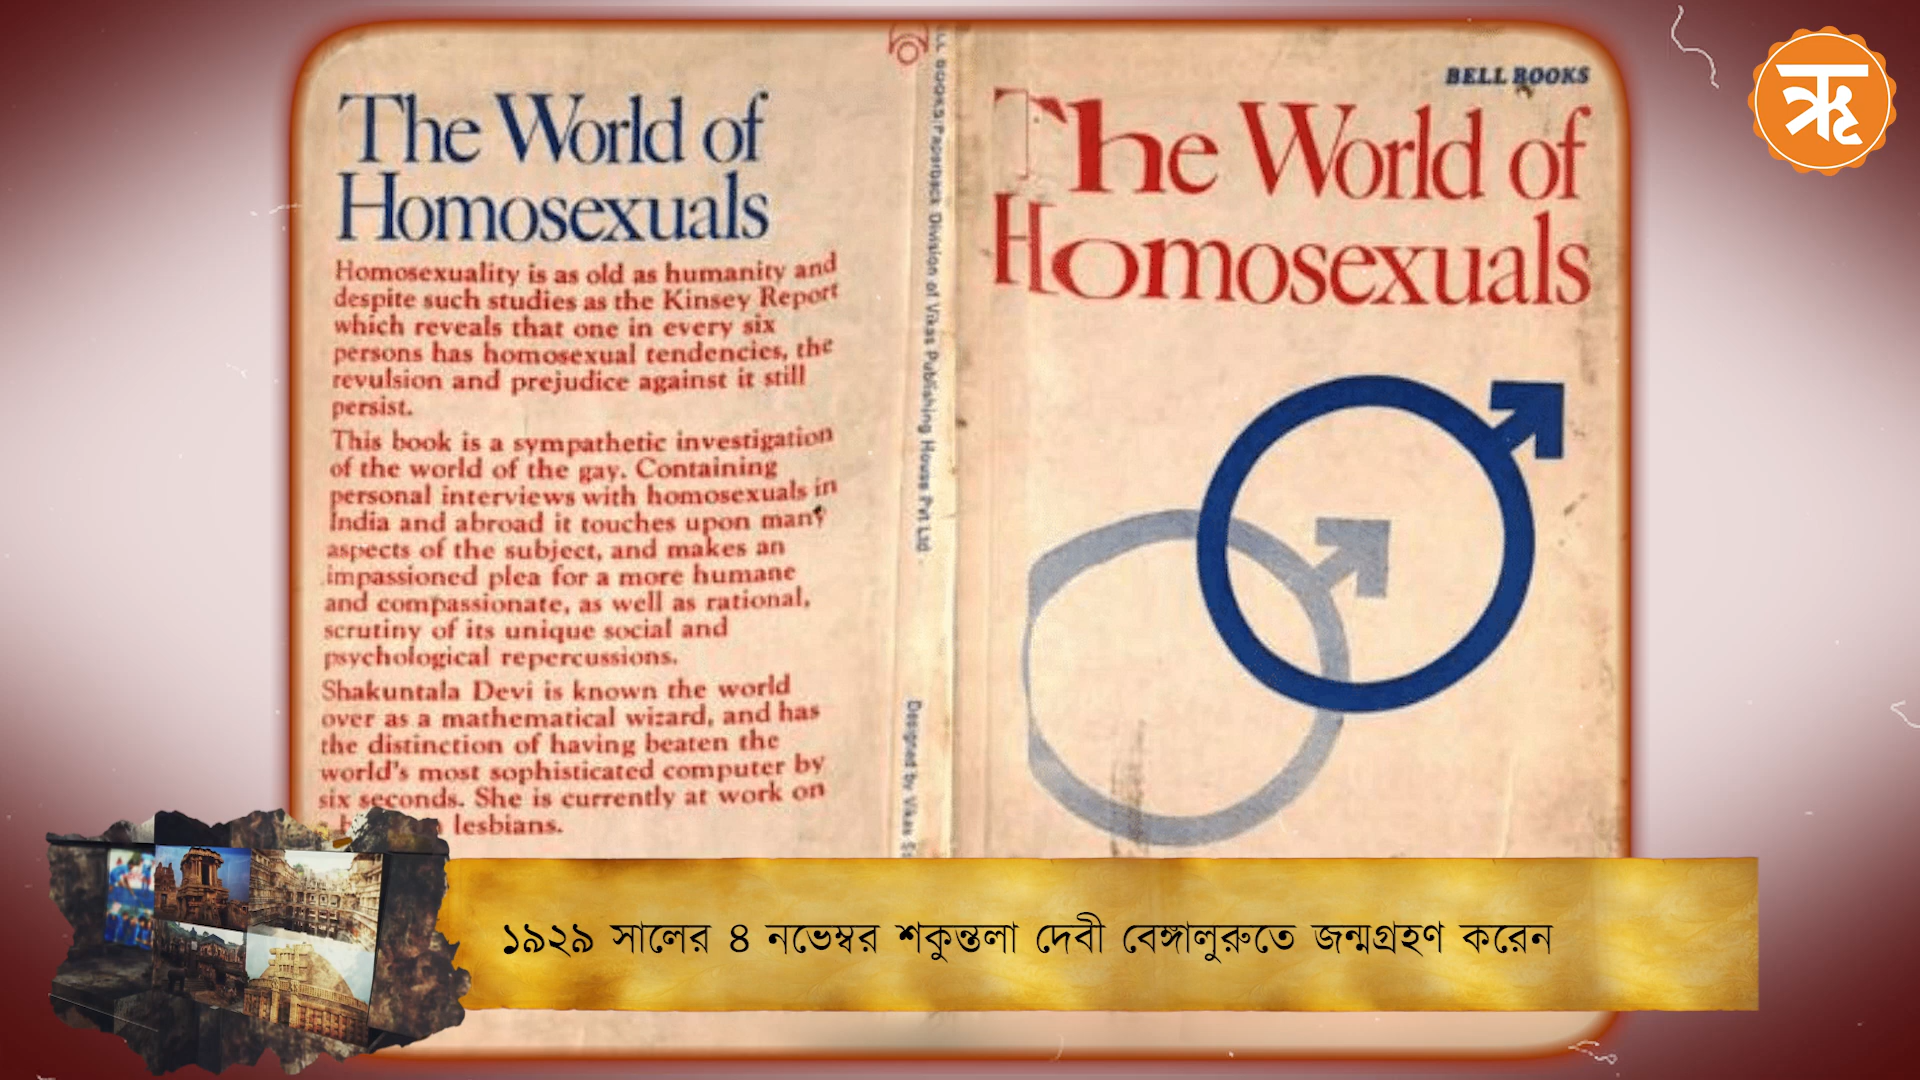 The World of
Homosexuals
Homosexuality is as old as humanity and
despite such studies as the Kinsey Report
which reveals that one in every six
persons has homosexual tendencies, the
revulsion and prejudice against it still
persist.
This book is a sympathetic investigation
of the world of the gay. Containing
personal interviews with homosexuals in
India and abroad it touches upon many
aspects of the subject, and makes an
impassioned plea for a more humane
and compassionate, as well as rational,
scrutiny of its unique social and
psychological repercussions.
Shakuntala Devi is known the world
over as a mathematical wizard, and has
the distinction of having beaten the
world's most sophisticated computer by
six seconds. She is currently at work on
lesbians.
BOOKS: Paperback Division of Vikas Publishing House Pvt Ltd
Designed by Vikas
BELL BOOKS
The World of
Homosexuals
ऋ
১৯২৯ সালের ৪ নভেম্বর শকুন্তলা দেবী বেঙ্গালুরুতে জন্মগ্রহণ করেন